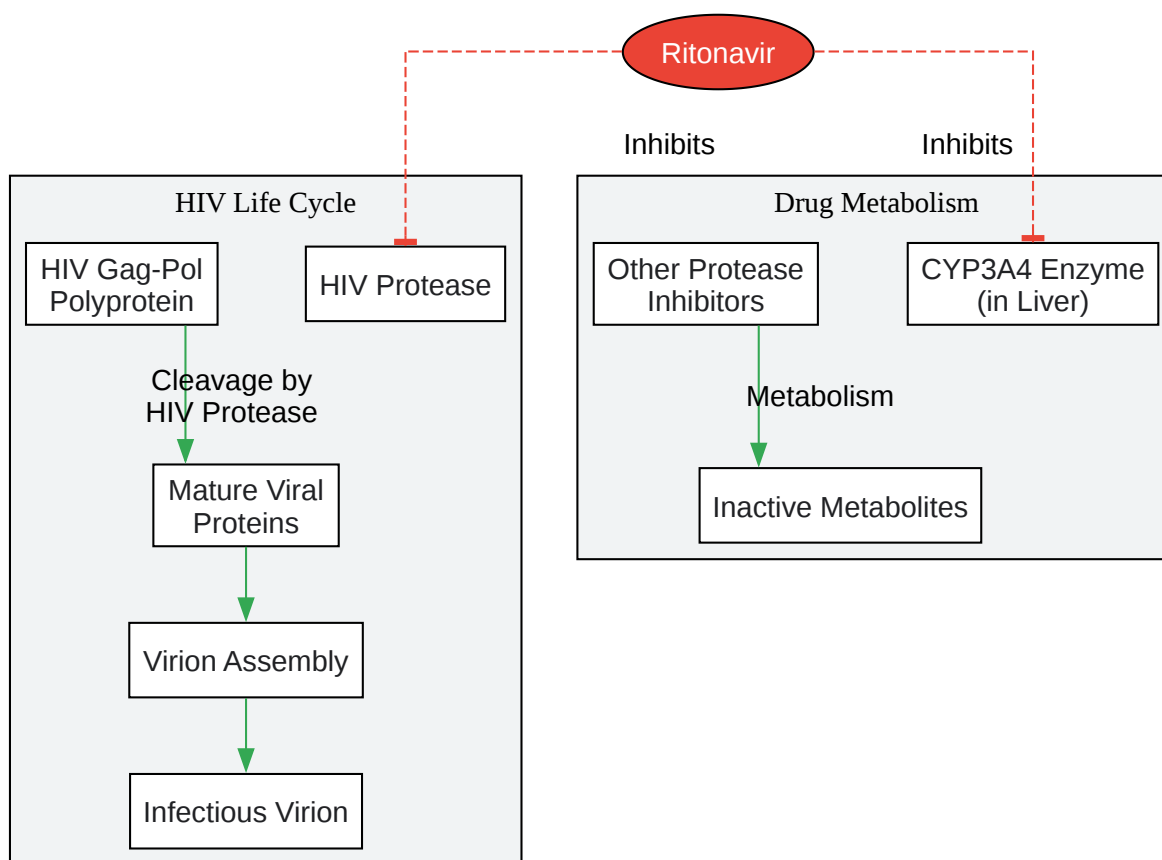 Ritonavir
Inhibits
Inhibits
HIV Life Cycle
HIV Gag-Pol
Polyprotein
HIV Protease
Cleavage by
HIV Protease
Mature Viral
Proteins
Virion Assembly
Infectious Virion
Drug Metabolism
Other Protease
Inhibitors
CYP3A4 Enzyme
(in Liver)
Metabolism
Inactive Metabolites